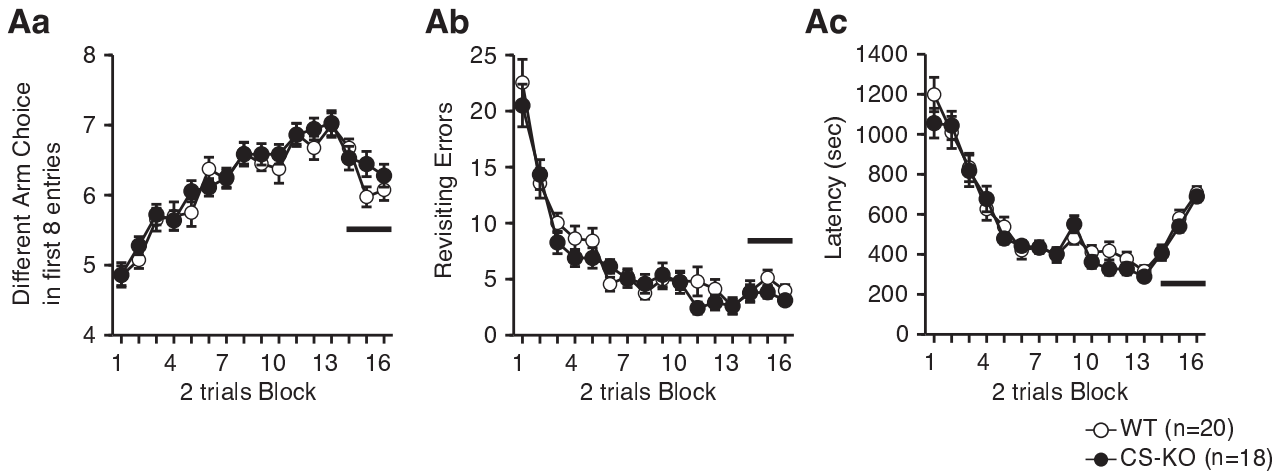 Aa
8
7
6
5
4
Different Arm Choice
in first 8 entries
1 4 7 10 13 16
2 trials Block
Ab
25
20
15
10
5
0
Revisiting Errors
1 4 7 10 13 16
2 trials Block
Ac
1400
1200
1000
800
600
400
200
0
Latency (sec)
1 4 7 10 13 16
2 trials Block
WT (n=20)
CS-KO (n=18)